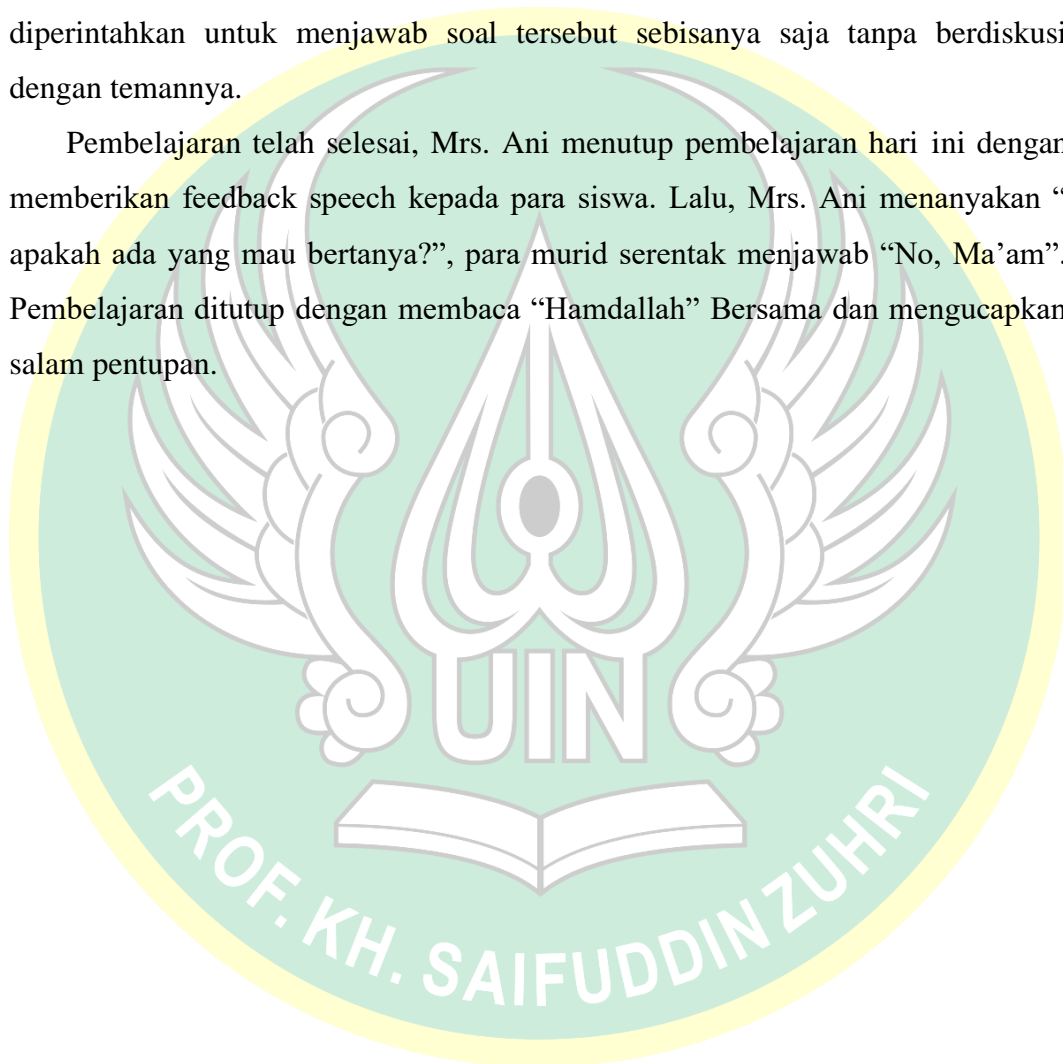 diperintahkan untuk menjawab soal tersebut sebisanya saja tanpa berdiskusi
dengan temannya.
Pembelajaran telah selesai, Mrs. Ani menutup pembelajaran hari ini dengan
memberikan feedback speech kepada para siswa. Lalu, Mrs. Ani menanyakan “
apakah ada yang mau bertanya?”, para murid serentak menjawab “No, Ma’am”.
Pembelajaran ditutup dengan membaca “Hamdallah” Bersama dan mengucapkan
salam pentupan.
UIN
PROF. KH. SAIFUDDIN ZUHRI